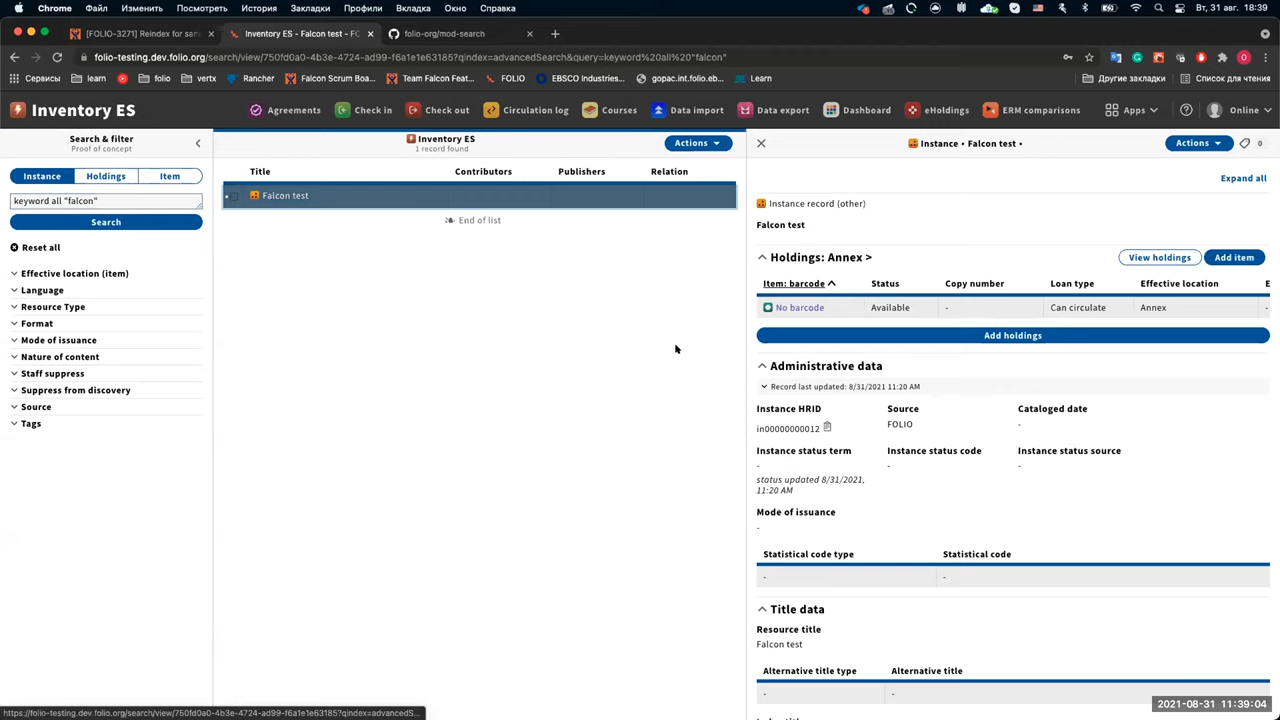 Chrome Файл Изменить Посмотреть История Закладки Профили Вкладка Окно Справка Вт, 31 авг. 18:39
[FOLIO-3271] Reindex for sam Inventory ES - Falcon test - FC folio-org/mod-search
folio-testing.dev.folio.org/search/view/750fd0a0-4b3e-4724-ad99-f6a1e1e63185?qindex=advancedSearch&query=keyword%20all%20"falcon"
Сервисы learn folio vertx Rancher Falcon Scrum Boa... Team Falcon Feat... FOLIO EBSCO Industries... gopac.int.folio.eb... Learn Другие закладки Список для чтения
Inventory ES Agreements Check in Check out Circulation log Courses Data import Data export Dashboard eHoldings ERM comparisons Apps Online
Search & filter
Proof of concept
Instance Holdings Item
keyword all "falcon"
Search
Reset all
Effective location (item)
Language
Resource Type
Format
Mode of issuance
Nature of content
Staff suppress
Suppress from discovery
Source
Tags
Inventory ES
1 record found
Actions
Title Contributors Publishers Relation
Falcon test
End of list
Instance • Falcon test •
Actions 0
Expand all
Instance record (other)
Falcon test
Holdings: Annex >
View holdings Add item
Item: barcode Status Copy number Loan type Effective location E
No barcode Available - Can circulate Annex -
Add holdings
Administrative data
Record last updated: 8/31/2021 11:20 AM
Instance HRID Source Cataloged date
in00000000012 FOLIO -
Instance status term Instance status code Instance status source
- - -
status updated 8/31/2021,
11:20 AM
Mode of issuance
-
Statistical code type Statistical code
- -
Title data
Resource title
Falcon test
Alternative title type Alternative title
- -
https://folio-testing.dev.folio.org/search/view/750fd0a0-4b3e-4724-ad99-f6a1e1e63185?qindex=advancedS...
2021-08-31 11:39:04